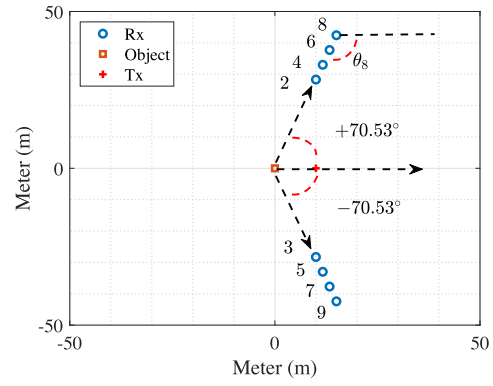 50
Rx
Object
Tx
8
6
4
2
θ8
+70.53°
0
−70.53°
3
5
7
9
-50
-50
0
50
Meter (m)
Meter (m)